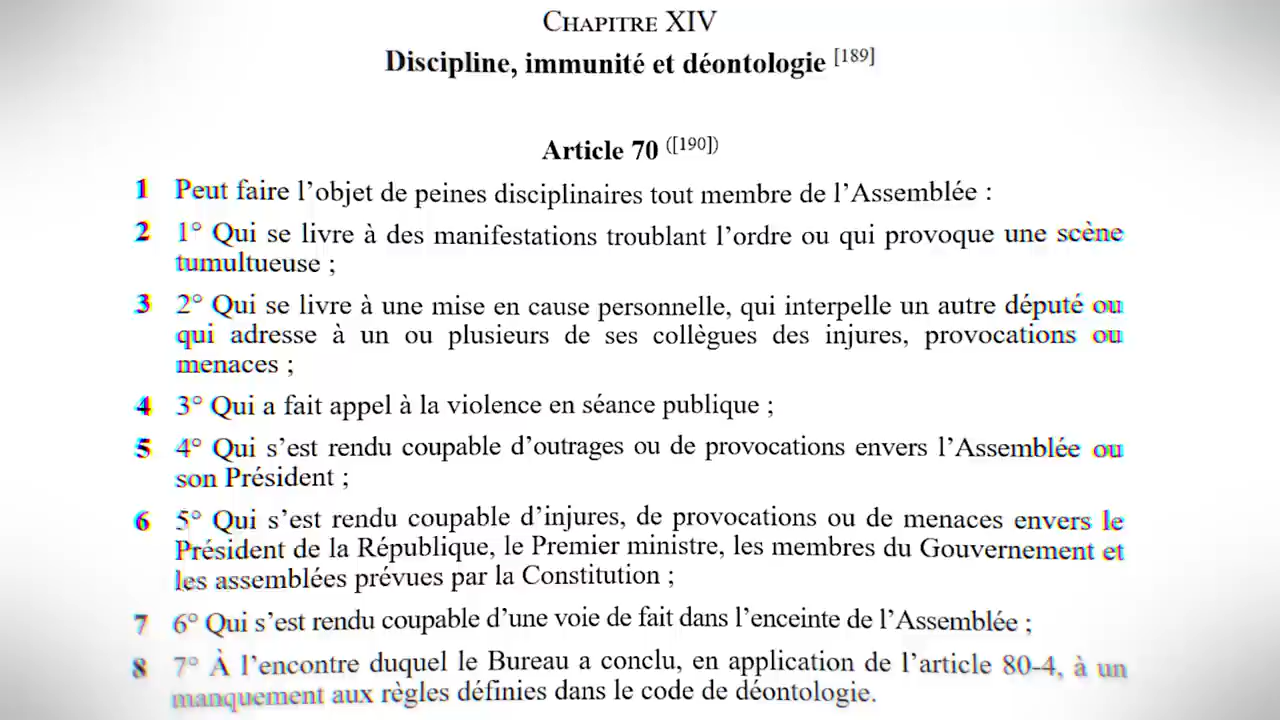 CHAPITRE XIV
Discipline, immunité et déontologie [189]
Article 70 ([190])
1 Peut faire l’objet de peines disciplinaires tout membre de l’Assemblée :
2 1° Qui se livre à des manifestations troublant l’ordre ou qui provoque une scène
tumultueuse ;
3 2° Qui se livre à une mise en cause personnelle, qui interpelle un autre député ou
qui adresse à un ou plusieurs de ses collègues des injures, provocations ou
menaces ;
4 3° Qui a fait appel à la violence en séance publique ;
5 4° Qui s’est rendu coupable d’outrages ou de provocations envers l’Assemblée ou
son Président ;
6 5° Qui s’est rendu coupable d’injures, de provocations ou de menaces envers le
Président de la République, le Premier ministre, les membres du Gouvernement et
les assemblées prévues par la Constitution ;
7 6° Qui s’est rendu coupable d’une voie de fait dans l’enceinte de l’Assemblée ;
8 7° À l’encontre duquel le Bureau a conclu, en application de l’article 80-4, à un
manquement aux règles définies dans le code de déontologie.